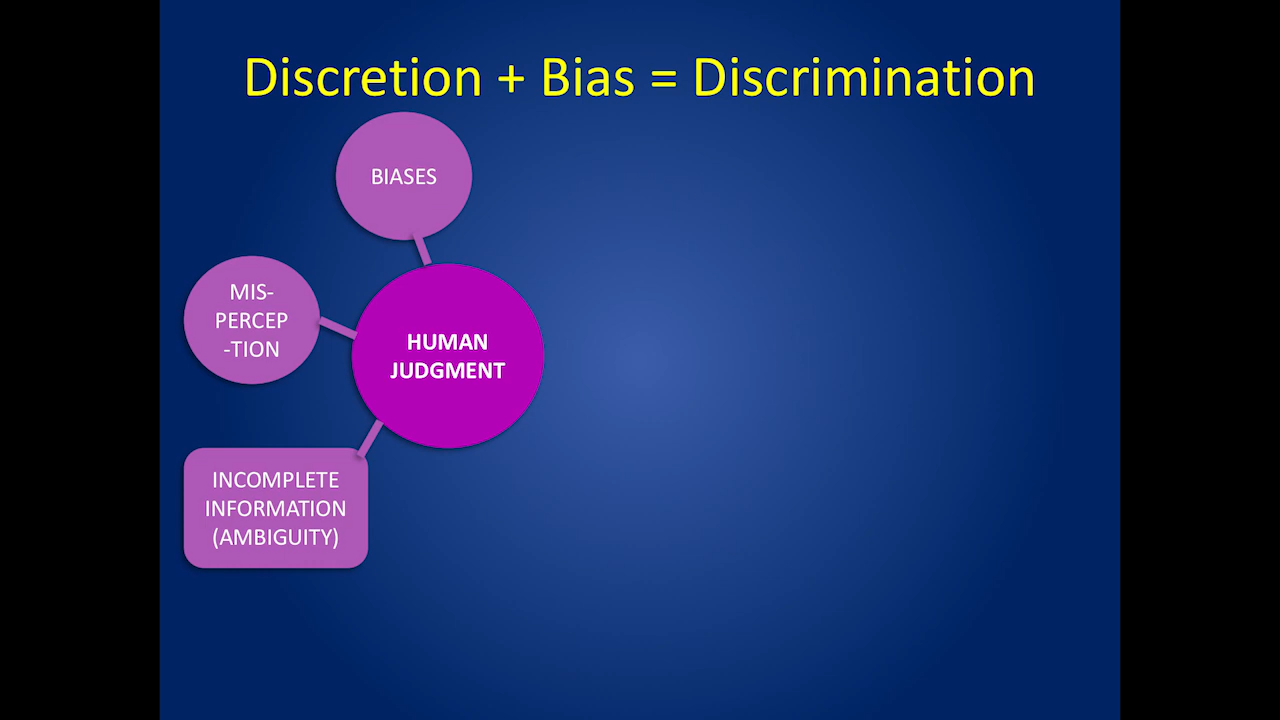 Discretion + Bias = Discrimination
BIASES
MIS-
PERCEP
-TION
HUMAN
JUDGMENT
INCOMPLETE
INFORMATION
(AMBIGUITY)